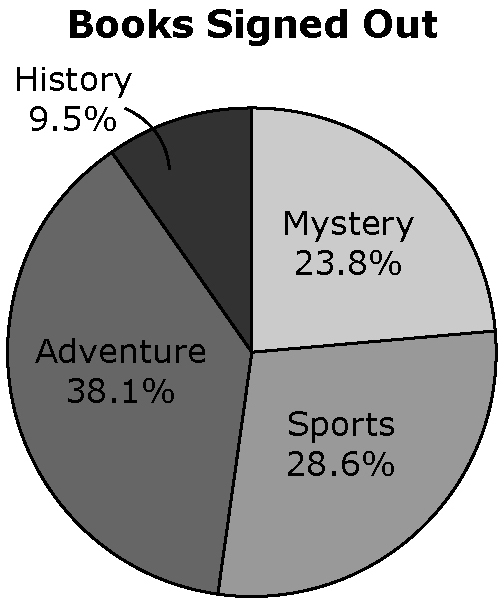 Books Signed Out
History
9.5%
Mystery
23.8%
Adventure
38.1%
Sports
28.6%